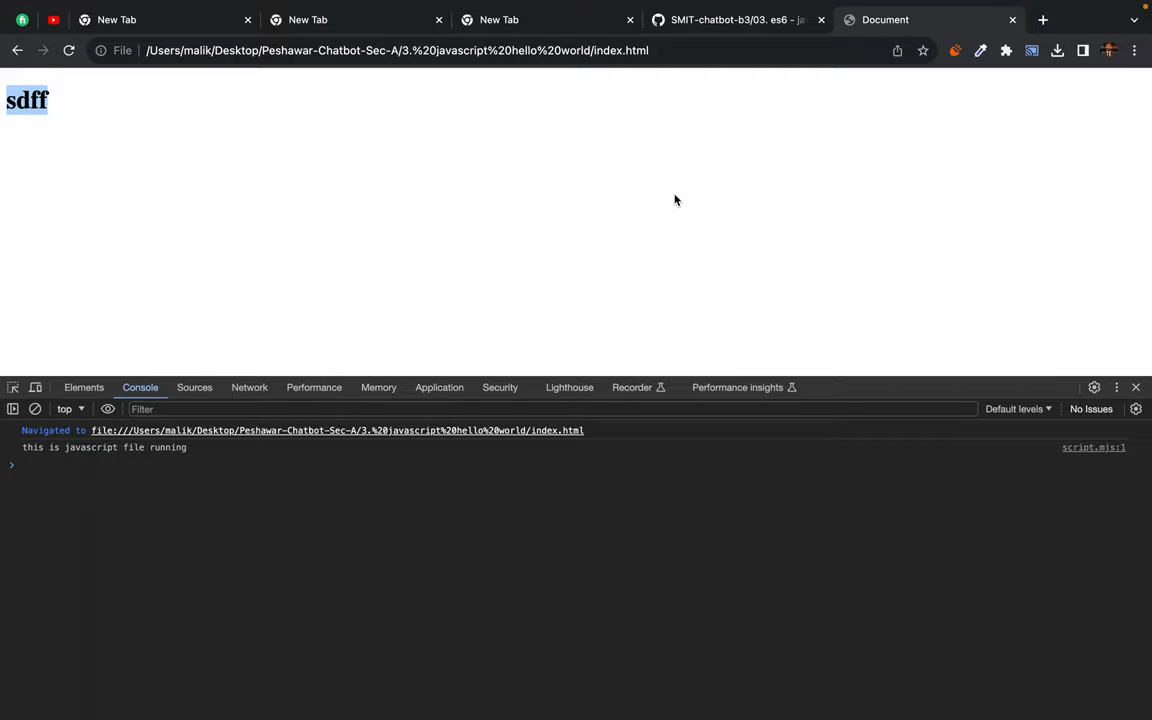 New Tab
New Tab
New Tab
SMIT-chatbot-b3/03. es6 - ja
Document
File
/Users/malik/Desktop/Peshawar-Chatbot-Sec-A/3.%20javascript%20hello%20world/index.html
sdff
Elements Console Sources Network Performance Memory Application Security Lighthouse Recorder Performance insights
top Filter Default levels No Issues
Navigated to file:///Users/malik/Desktop/Peshawar-Chatbot-Sec-A/3.%20javascript%20hello%20world/index.html
this is javascript file running script.mjs:1